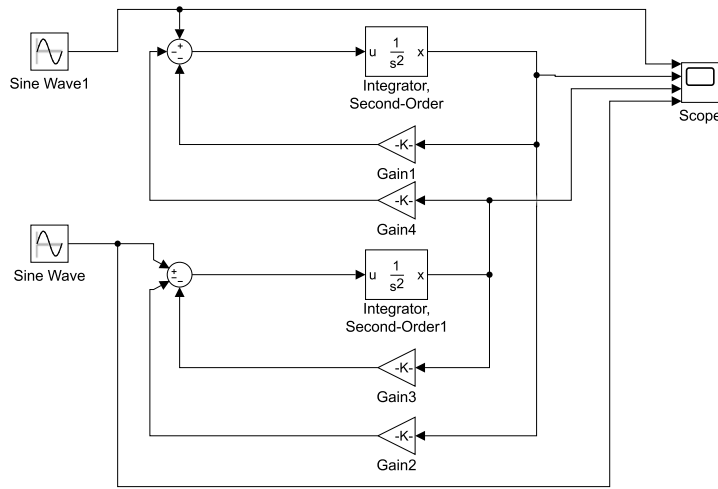 Sine Wave1
u
1
s2
x
Integrator,
Second-Order
Scope
-K-
Gain1
-K-
Gain4
Sine Wave
u
1
s2
x
Integrator,
Second-Order1
-K-
Gain3
-K-
Gain2